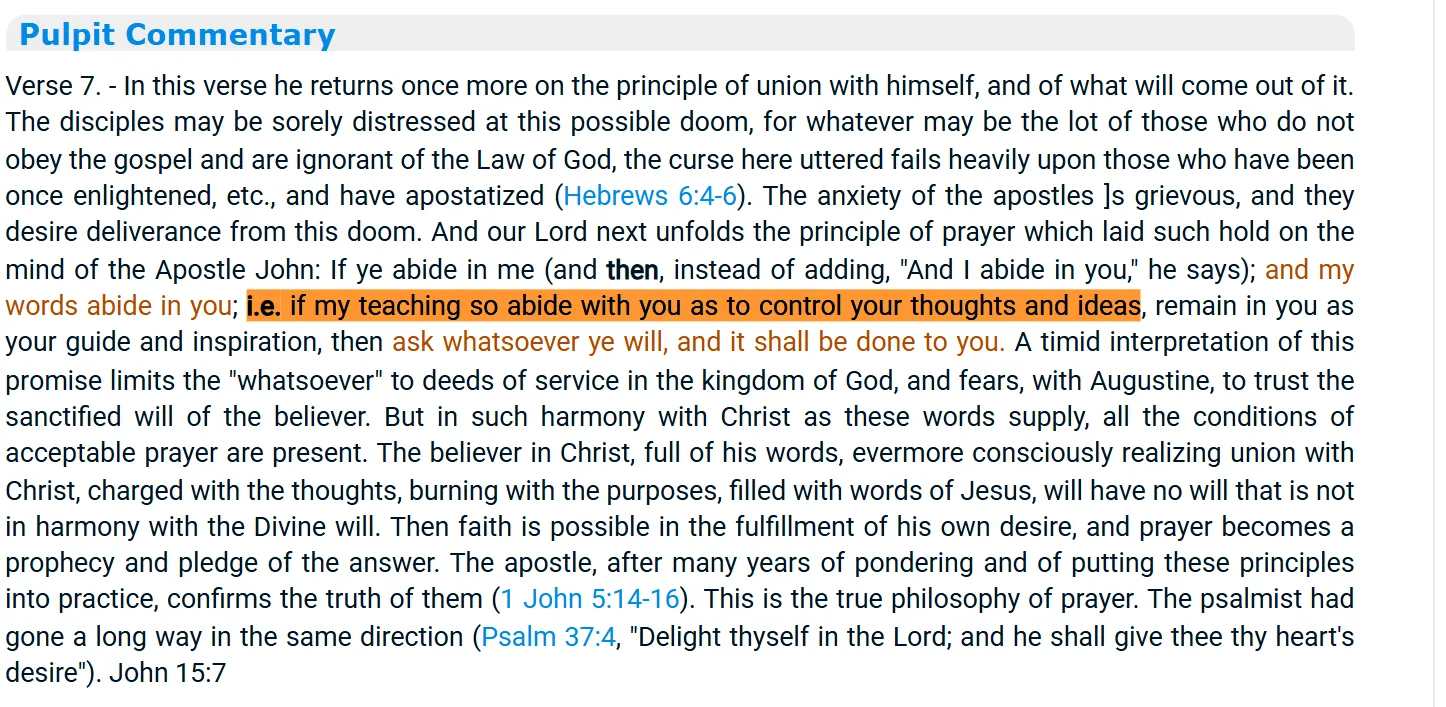 Pulpit Commentary
Verse 7. - In this verse he returns once more on the principle of union with himself, and of what will come out of it.
The disciples may be sorely distressed at this possible doom, for whatever may be the lot of those who do not
obey the gospel and are ignorant of the Law of God, the curse here uttered fails heavily upon those who have been
once enlightened, etc., and have apostatized (Hebrews 6:4-6). The anxiety of the apostles ]s grievous, and they
desire deliverance from this doom. And our Lord next unfolds the principle of prayer which laid such hold on the
mind of the Apostle John: If ye abide in me (and then, instead of adding, "And I abide in you," he says); and my
words abide in you; i.e. if my teaching so abide with you as to control your thoughts and ideas, remain in you as
your guide and inspiration, then ask whatsoever ye will, and it shall be done to you. A timid interpretation of this
promise limits the "whatsoever" to deeds of service in the kingdom of God, and fears, with Augustine, to trust the
sanctified will of the believer. But in such harmony with Christ as these words supply, all the conditions of
acceptable prayer are present. The believer in Christ, full of his words, evermore consciously realizing union with
Christ, charged with the thoughts, burning with the purposes, filled with words of Jesus, will have no will that is not
in harmony with the Divine will. Then faith is possible in the fulfillment of his own desire, and prayer becomes a
prophecy and pledge of the answer. The apostle, after many years of pondering and of putting these principles
into practice, confirms the truth of them (1 John 5:14-16). This is the true philosophy of prayer. The psalmist had
gone a long way in the same direction (Psalm 37:4, "Delight thyself in the Lord; and he shall give thee thy heart's
desire"). John 15:7